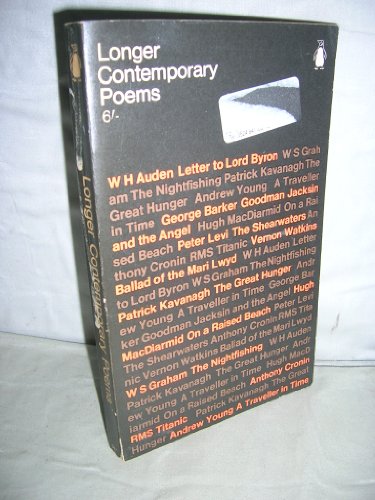 Longer
Contemporary
Poems
6/-
W H Auden Letter to Lord Byron W S Grah
am The Nightfishing Patrick Kavanagh The
Great Hunger Andrew Young A Traveller
in Time George Barker Goodman Jacksin
and the Angel Hugh MacDiarmid On a Rai
sed Beach Peter Levi The Shearwaters An
thony Cronin RMS Titanic Vernon Watkins
Ballad of the Mari Lwyd W H Auden Letter
to Lord Byron W S Graham The Nightfishing
Patrick Kavanagh The Great Hunger Andr
ew Young A Traveller in Time George Bar
ker Goodman Jacksin and the Angel Hugh
MacDiarmid On a Raised Beach Peter Levi
The Shearwaters Anthony Cronin RMS Tita
nic Vernon Watkins Ballad of the Mari Lwyd
W S Graham The Nightfishing W H Auden
Patrick Kavanagh The Great Hunger Andr
ew Young A Traveller in Time Hugh MacD
iarmid On a Raised Beach Anthony Cronin
RMS Titanic Patrick Kavanagh The Great
Hunger Andrew Young A Traveller in Time
Longer Contemporary Poems